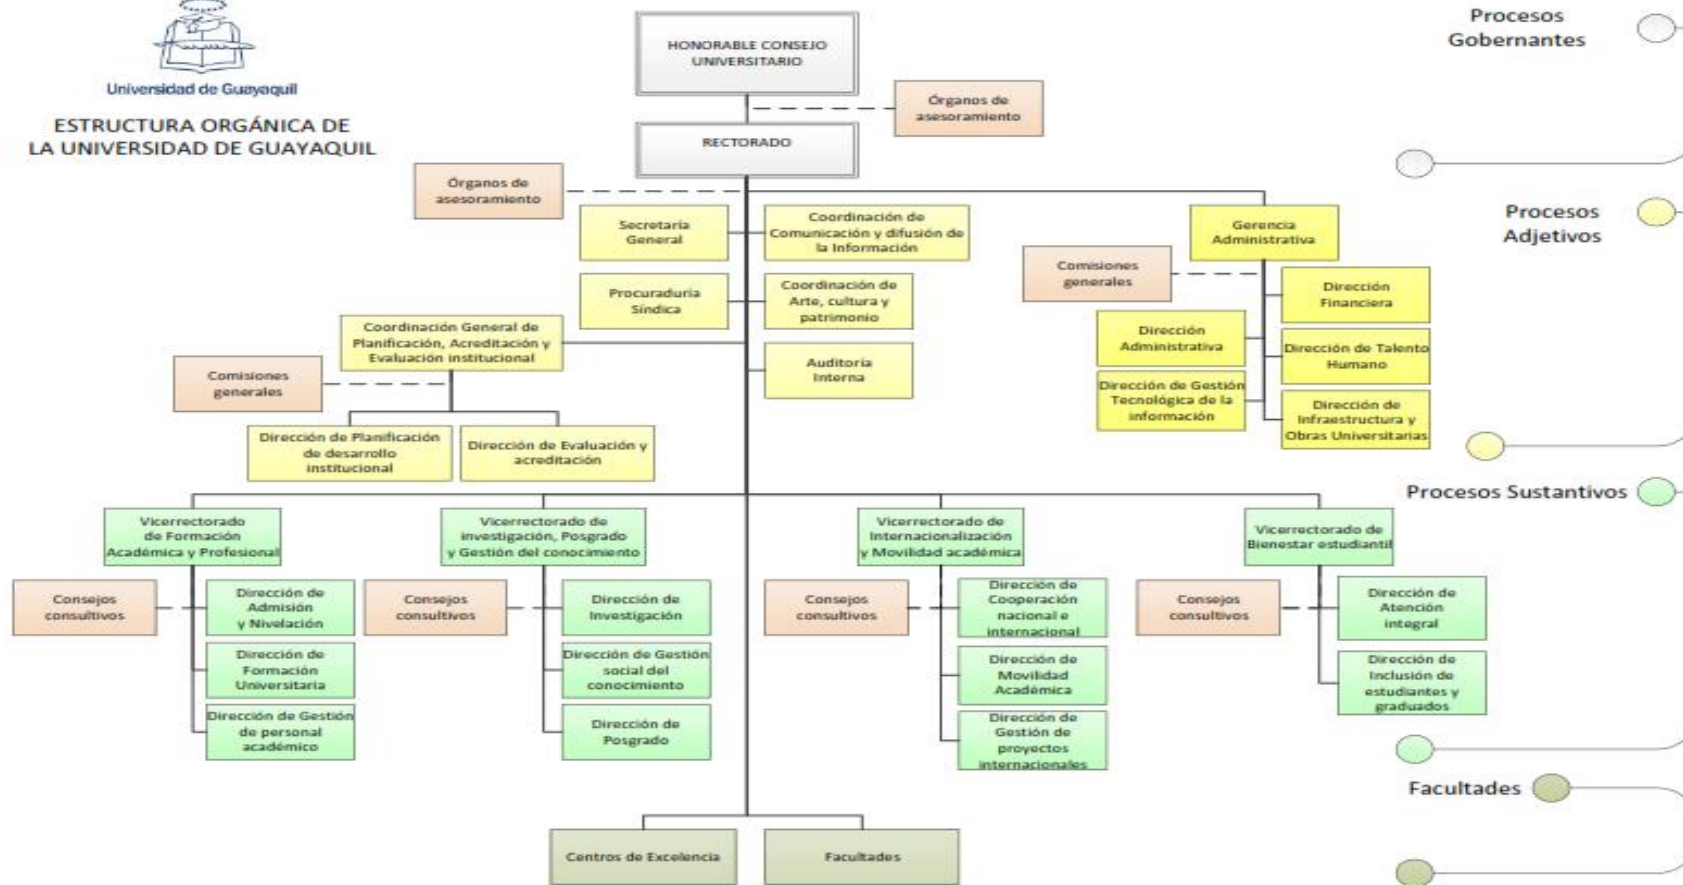 Universidad de Guayaquil
ESTRUCTURA ORGÁNICA DE
LA UNIVERSIDAD DE GUAYAQUIL
HONORABLE CONSEJO
UNIVERSITARIO
Órganos de
asesoramiento
RECTORADO
Órganos de
asesoramiento
Secretaría
General
Coordinación de
Comunicación y difusión de
la Información
Gerencia
Administrativa
Procuraduría
Síndica
Coordinación de
Arte, cultura y
patrimonio
Comisiones
generales
Dirección
Financiera
Coordinación General de
Planificación, Acreditación y
Evaluación institucional
Auditoría
Interna
Dirección
Administrativa
Dirección de Talento
Humano
Comisiones
generales
Dirección de Gestión
Tecnológica de la
información
Dirección de
Infraestructura y
Obras Universitarias
Dirección de Planificación
de desarrollo
institucional
Dirección de Evaluación y
acreditación
Vicerrectorado
de Formación
Académica y Profesional
Vicerrectorado de
investigación, Posgrado
y Gestión del conocimiento
Vicerrectorado de
Internacionalización
y Movilidad académica
Vicerrectorado de
Bienestar estudiantil
Consejos
consultivos
Dirección de
Admisión
y Nivelación
Dirección de
Formación
Universitaria
Dirección de Gestión
de personal
académico
Consejos
consultivos
Dirección de
Investigación
Dirección de Gestión
social del
conocimiento
Dirección de
Posgrado
Consejos
consultivos
Dirección de
Cooperación
nacional e
internacional
Dirección de
Movilidad
Académica
Dirección de
Gestión de
proyectos
internacionales
Consejos
consultivos
Dirección de
Atención
integral
Dirección de
Inclusión de
estudiantes y
graduados
Centros de Excelencia
Facultades
Procesos
Gobernantes
Procesos
Adjetivos
Procesos Sustantivos
Facultades